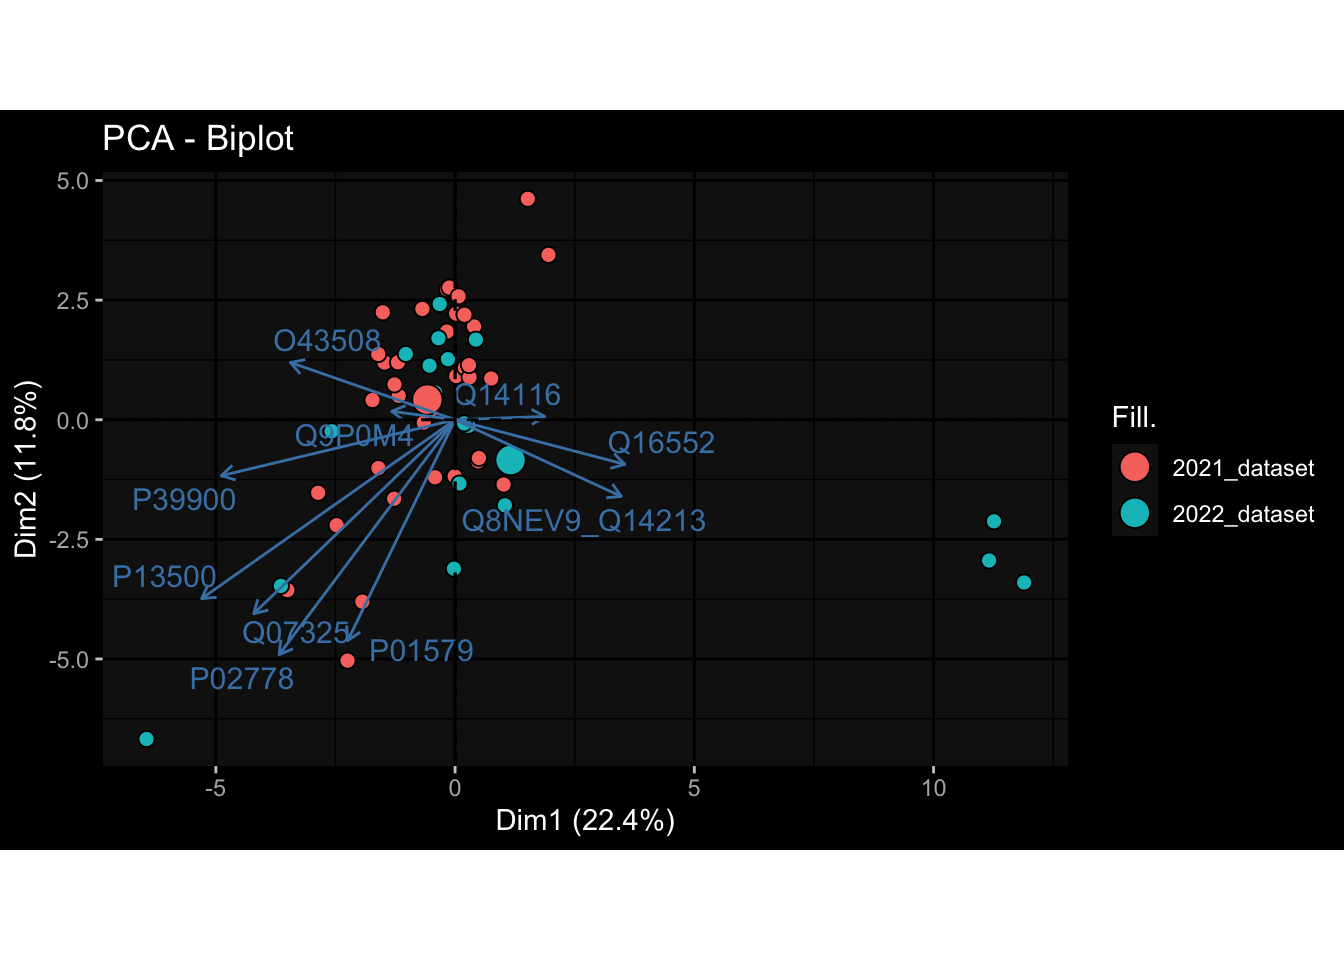 PCA - Biplot
5.0
2.5
0.0
-2.5
-5.0
Dim2 (11.8%)
O43508
Q14116
Q9P0M4
Q16552
P39900
Q8NEV9_Q14213
P13500
Q07325
P01579
P02778
-5
0
5
10
Dim1 (22.4%)
Fill.
2021_dataset
2022_dataset